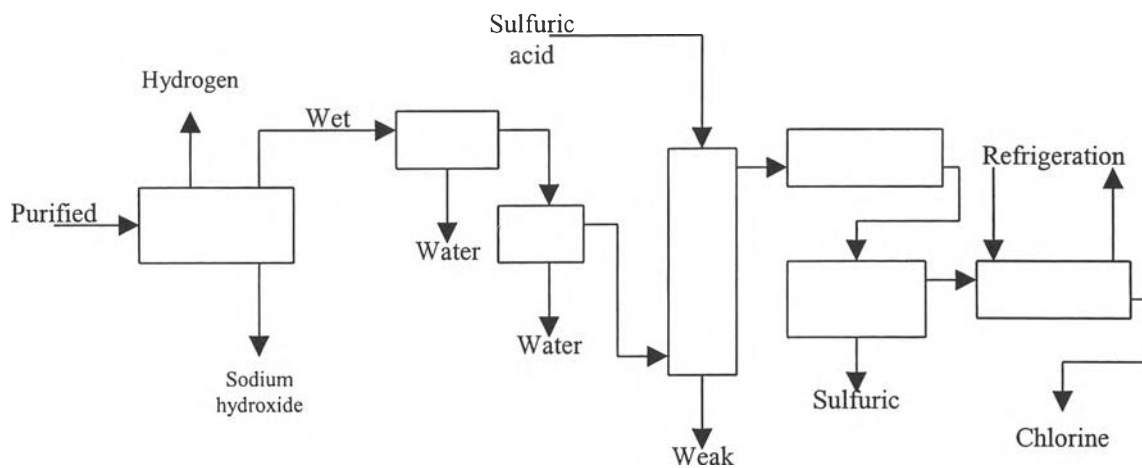 Sulfuric
acid
Hydrogen
Wet
Refrigeration
Purified
Water
Water
Sodium
hydroxide
Sulfuric
Weak
Chlorine